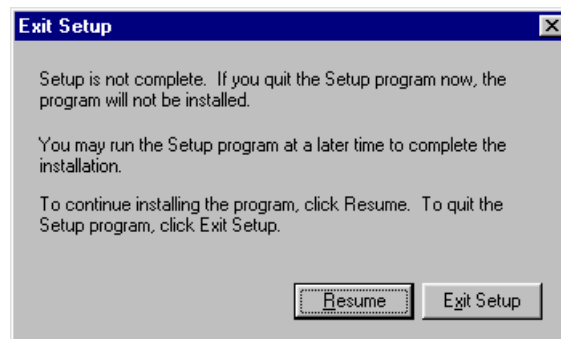 Exit Setup
Setup is not complete. If you quit the Setup program now, the
program will not be installed.
You may run the Setup program at a later time to complete the
installation.
To continue installing the program, click Resume. To quit the
Setup program, click Exit Setup.
Resume Exit Setup